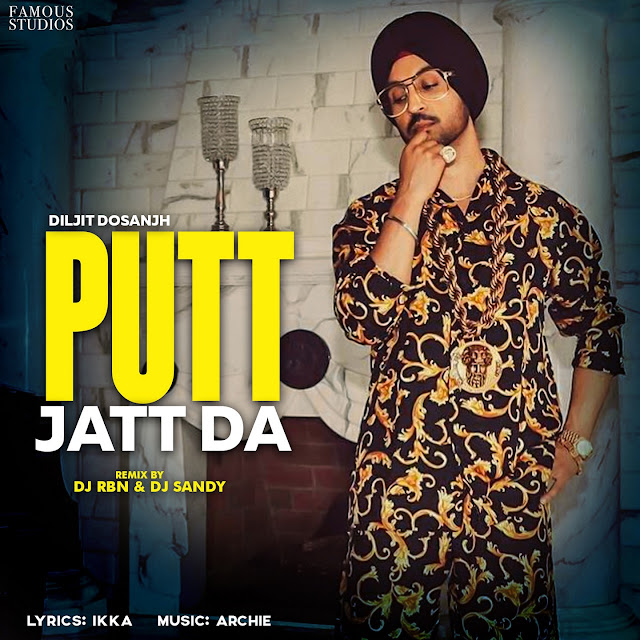 FAMOUS
STUDIOS
DILJIT DOSANJH
PUTT
JATT DA
REMIX BY
DJ RBN & DJ SANDY
LYRICS: IKKA MUSIC: ARCHIE